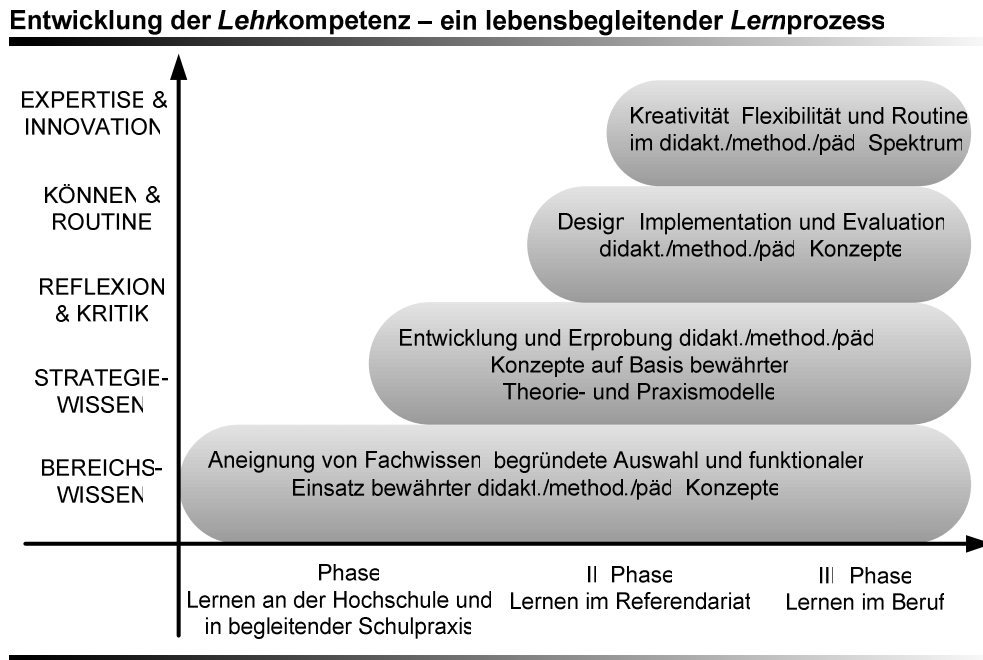 Entwicklung der Lehrkompetenz – ein lebensbegleitender Lernprozess
EXPERTISE &
INNOVATION
KÖNNEN &
ROUTINE
REFLEXION
& KRITIK
STRATEGIE-
WISSEN
BEREICHS-
WISSEN
Kreativität Flexibilität und Routine
im didakt./method./päd Spektrum
Design Implementation und Evaluation
didakt./method./päd Konzepte
Entwicklung und Erprobung didakt./method./päd
Konzepte auf Basis bewährter
Theorie- und Praxismodelle
Aneignung von Fachwissen begründete Auswahl und funktionaler
Einsatz bewährter didakt./method./päd Konzepte
Phase
Lernen an der Hochschule und
in begleitender Schulpraxis
II Phase
Lernen im Referendariat
III Phase
Lernen im Beruf